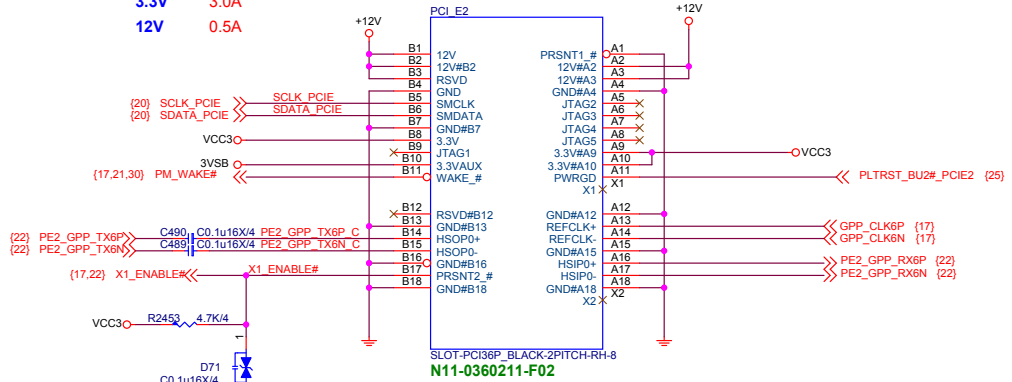 3.3V 3.0A
12V 0.5A
PCI_E2
+12V
+12V
B1 12V PRSNT1_# A1
B2 12V#B2 12V#A2 A2
B3 RSVD 12V#A3 A3
B4 GND GND#A4 A4
{20} SCLK_PCIE SCLK_PCIE B5 SMCLK JTAG2 A5
{20} SDATA_PCIE SDATA_PCIE B6 SMDATA JTAG3 A6
B7 GND#B7 JTAG4 A7
VCC3 B8 3.3V JTAG5 A8
B9 JTAG1 3.3V#A9 A9 VCC3
3VSB B10 3.3VAUX 3.3V#A10 A10
{17,21,30} PM_WAKE# B11 WAKE_# PWRGD A11 PLTRST_BU2#_PCIE2 {25}
X1 X1
B12 RSVD#B12 GND#A12 A12
B13 GND#B13 REFCLK+ A13 GPP_CLK6P {17}
{22} PE2_GPP_TX6P C490 C0.1u16X/4 PE2_GPP_TX6P_C B14 HSOP0+ REFCLK- A14 GPP_CLK6N {17}
{22} PE2_GPP_TX6N C489 C0.1u16X/4 PE2_GPP_TX6N_C B15 HSOP0- GND#A15 A15
B16 GND#B16 HSIP0+ A16 PE2_GPP_RX6P {22}
{17,22} X1_ENABLE# X1_ENABLE# B17 PRSNT2_# HSIP0- A17 PE2_GPP_RX6N {22}
B18 GND#B18 GND#A18 A18
X2 X2
VCC3 R2453 4.7K/4
1
SLOT-PCI36P_BLACK-2PITCH-RH-8
D71 N11-0360211-F02
C0.1u16X/4